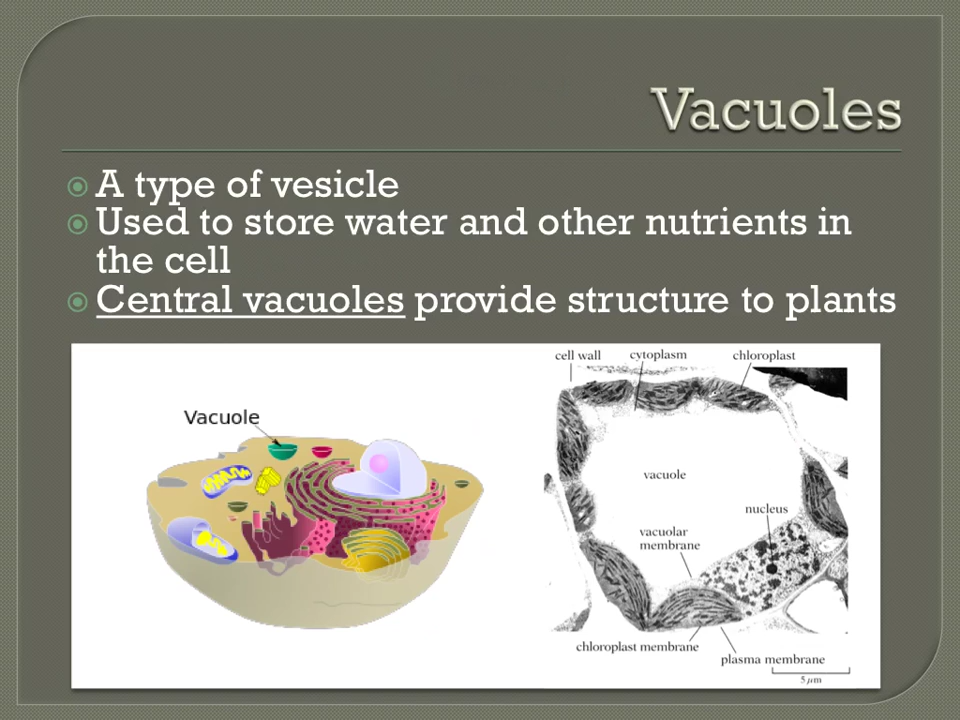 Vacuoles
A type of vesicle
Used to store water and other nutrients in
the cell
Central vacuoles provide structure to plants
Vacuole
cell wall
cytoplasm
chloroplast
vacuole
nucleus
vacuolar
membrane
chloroplast membrane
plasma membrane
5 μm